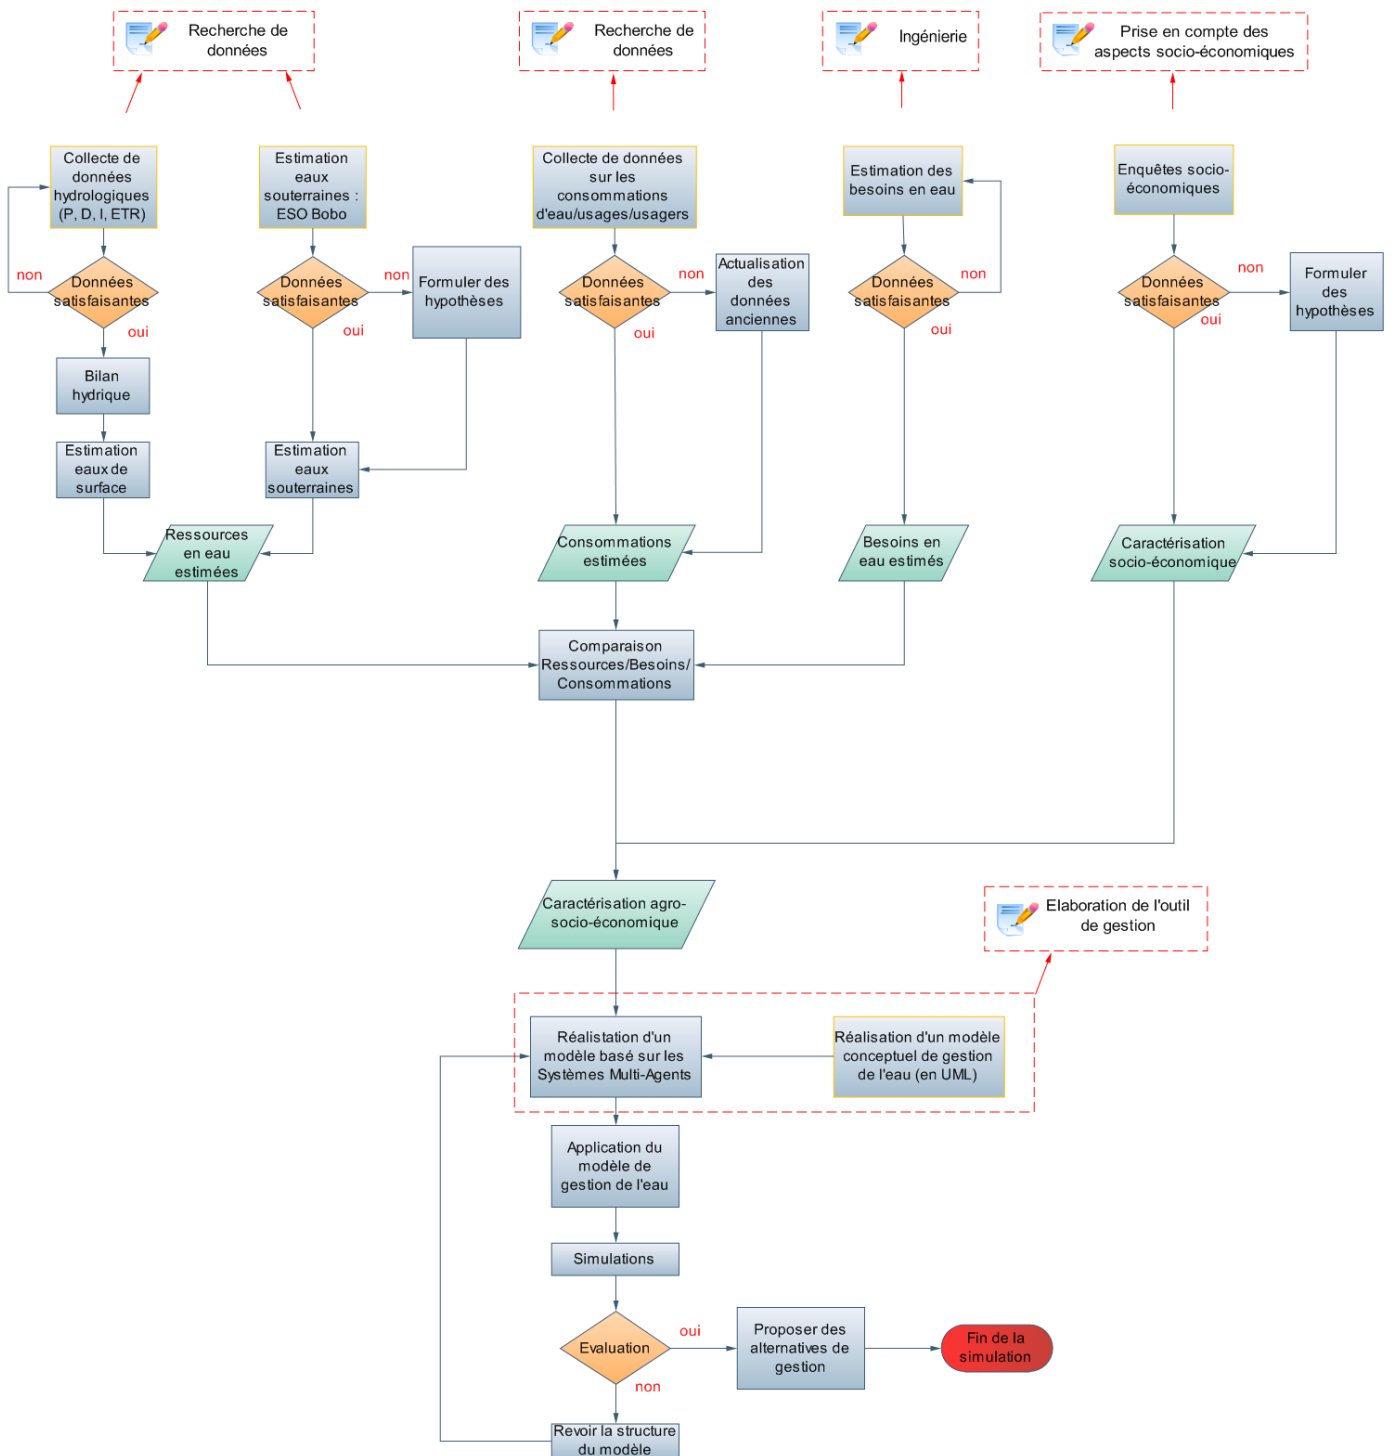 Recherche de
données
Recherche de
données
Ingénierie
Prise en compte des
aspects socio-économiques
Collecte de
données
hydrologiques
(P, D, I, ETR)
Estimation
eaux
souterraines :
ESO Bobo
Collecte de données
sur les
consommations
d'eau/usages/usagers
Estimation des
besoins en eau
Enquêtes socio-
économiques
non
Données
satisfaisantes
oui
Données
satisfaisantes
non
oui
Formuler des
hypothèses
Données
satisfaisantes
non
oui
Actualisation
des
données
anciennes
Données
satisfaisantes
non
oui
Données
satisfaisantes
non
oui
Formuler
des
hypothèses
Bilan
hydrique
Estimation
eaux de
surface
Estimation
eaux
souterraines
Ressources
en eau
estimées
Consommations
estimées
Besoins en
eau estimés
Caractérisation
socio-économique
Comparaison
Ressources/Besoins/
Consommations
Caractérisation agro-
socio-économique
Elaboration de l'outil
de gestion
Réalistation d'un
modèle basé sur les
Systèmes Multi-Agents
Réalisation d'un modèle
conceptuel de gestion
de l'eau (en UML)
Application du
modèle de
gestion de l'eau
Simulations
Evaluation
oui
non
Proposer des
alternatives de
gestion
Fin de la
simulation
Revoir la structure
du modèle